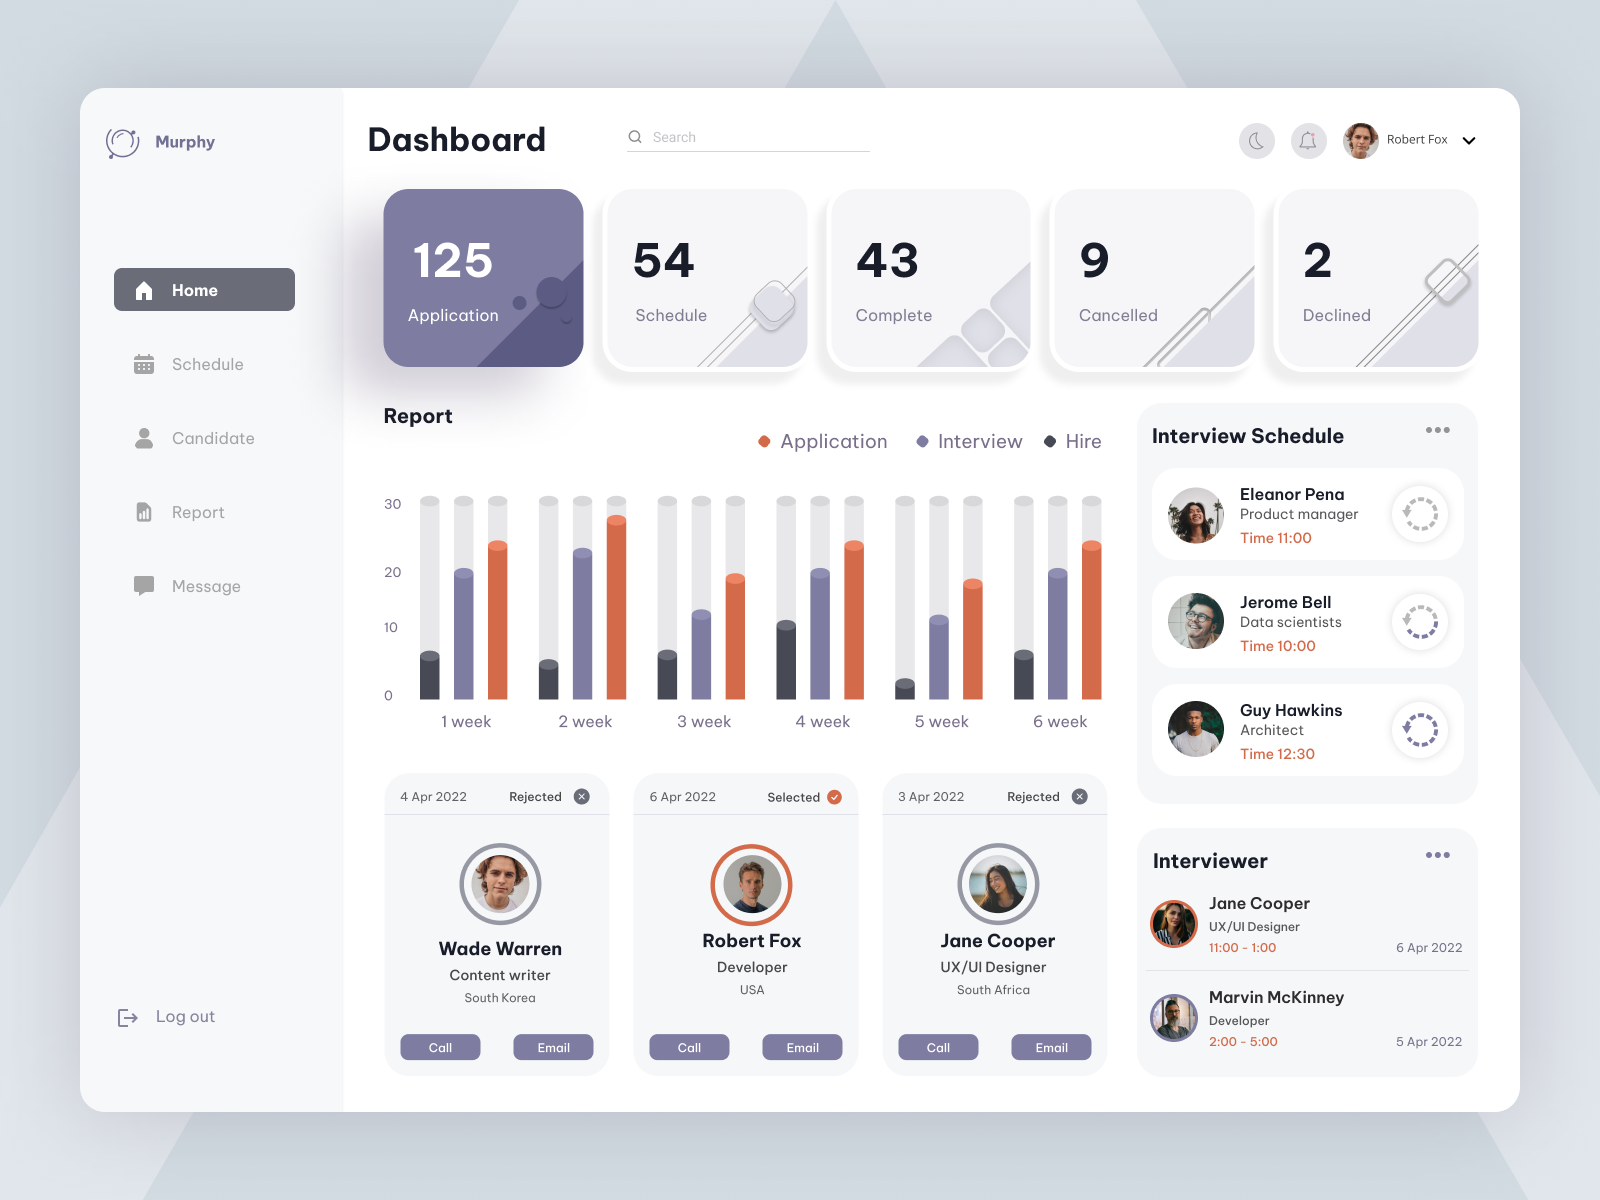 Murphy
Home
Schedule
Candidate
Report
Message
Log out
Dashboard
Search
Robert Fox
125
Application
54
Schedule
43
Complete
9
Cancelled
2
Declined
Report
Application
Interview
Hire
30
20
10
0
1 week
2 week
3 week
4 week
5 week
6 week
4 Apr 2022 Rejected
Wade Warren
Content writer
South Korea
Call Email
6 Apr 2022 Selected
Robert Fox
Developer
USA
Call Email
3 Apr 2022 Rejected
Jane Cooper
UX/UI Designer
South Africa
Call Email
Interview Schedule
Eleanor Pena
Product manager
Time 11:00
Jerome Bell
Data scientists
Time 10:00
Guy Hawkins
Architect
Time 12:30
Interviewer
Jane Cooper
UX/UI Designer
11:00 - 1:00 6 Apr 2022
Marvin McKinney
Developer
2:00 - 5:00 5 Apr 2022